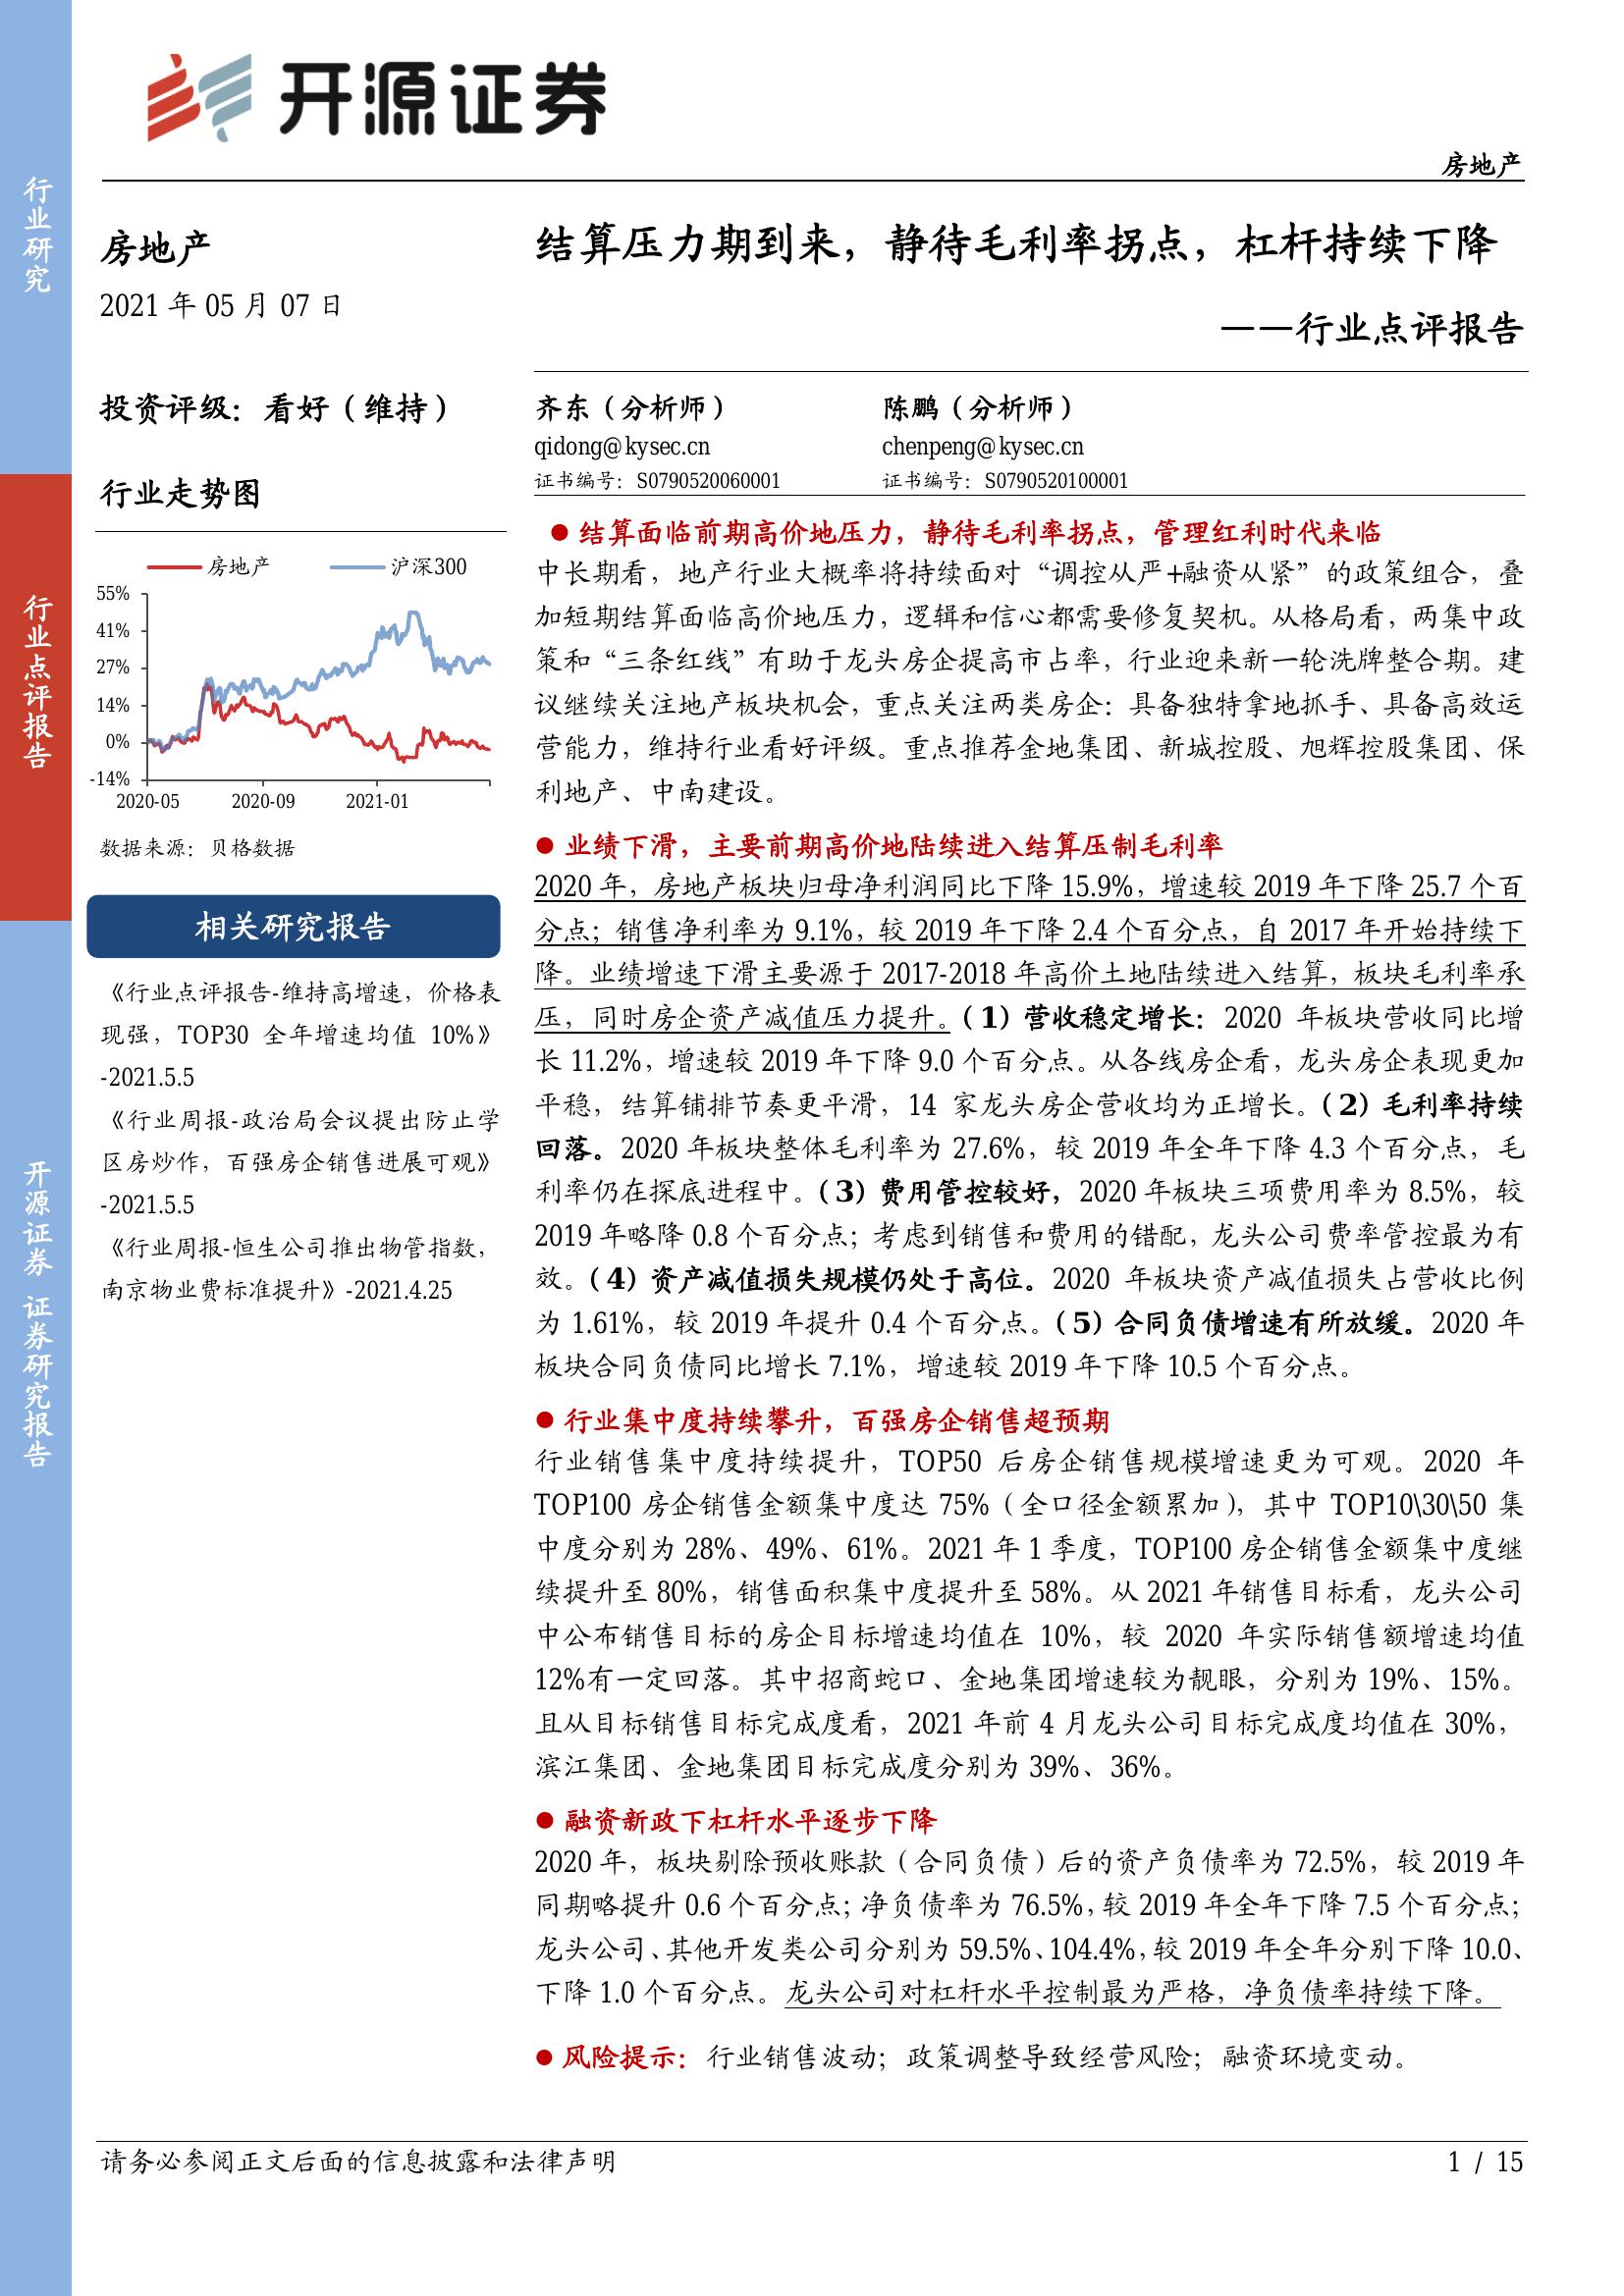 开源证券
房地产
行业研究
行业点评报告
开源证券 证券研究报告
房地产
2021 年 05 月 07 日
投资评级：看好（维持）
行业走势图
房地产 沪深300
55%
41%
27%
14%
0%
-14%
2020-05 2020-09 2021-01
数据来源：贝格数据
相关研究报告
《行业点评报告-维持高增速，价格表
现强，TOP30 全年增速均值 10%》
-2021.5.5
《行业周报-政治局会议提出防止学
区房炒作，百强房企销售进展可观》
-2021.5.5
《行业周报-恒生公司推出物管指数，
南京物业费标准提升》-2021.4.25
结算压力期到来，静待毛利率拐点，杠杆持续下降
——行业点评报告
齐东（分析师） 陈鹏（分析师）
qidong@kysec.cn chenpeng@kysec.cn
证书编号：S0790520060001 证书编号：S0790520100001
● 结算面临前期高价地压力，静待毛利率拐点，管理红利时代来临
中长期看，地产行业大概率将持续面对“调控从严+融资从紧”的政策组合，叠
加短期结算面临高价地压力，逻辑和信心都需要修复契机。从格局看，两集中政
策和“三条红线”有助于龙头房企提高市占率，行业迎来新一轮洗牌整合期。建
议继续关注地产板块机会，重点关注两类房企：具备独特拿地抓手、具备高效运
营能力，维持行业看好评级。重点推荐金地集团、新城控股、旭辉控股集团、保
利地产、中南建设。
● 业绩下滑，主要前期高价地陆续进入结算压制毛利率
2020 年，房地产板块归母净利润同比下降 15.9%，增速较 2019 年下降 25.7 个百
分点；销售净利率为 9.1%，较 2019 年下降 2.4 个百分点，自 2017 年开始持续下
降。业绩增速下滑主要源于 2017-2018 年高价土地陆续进入结算，板块毛利率承
压，同时房企资产减值压力提升。（1）营收稳定增长：2020 年板块营收同比增
长 11.2%，增速较 2019 年下降 9.0 个百分点。从各线房企看，龙头房企表现更加
平稳，结算铺排节奏更平滑，14 家龙头房企营收均为正增长。（2）毛利率持续
回落。2020 年板块整体毛利率为 27.6%，较 2019 年全年下降 4.3 个百分点，毛
利率仍在探底进程中。（3）费用管控较好，2020 年板块三项费用率为 8.5%，较
2019 年略降 0.8 个百分点；考虑到销售和费用的错配，龙头公司费率管控最为有
效。（4）资产减值损失规模仍处于高位。2020 年板块资产减值损失占营收比例
为 1.61%，较 2019 年提升 0.4 个百分点。（5）合同负债增速有所放缓。2020 年
板块合同负债同比增长 7.1%，增速较 2019 年下降 10.5 个百分点。
● 行业集中度持续攀升，百强房企销售超预期
行业销售集中度持续提升，TOP50 后房企销售规模增速更为可观。2020 年
TOP100 房企销售金额集中度达 75%（全口径金额累加），其中 TOP10\30\50 集
中度分别为 28%、49%、61%。2021 年 1 季度，TOP100 房企销售金额集中度继
续提升至 80%，销售面积集中度提升至 58%。从 2021 年销售目标看，龙头公司
中公布销售目标的房企目标增速均值在 10%，较 2020 年实际销售额增速均值
12%有一定回落。其中招商蛇口、金地集团增速较为靓眼，分别为 19%、15%。
且从目标销售目标完成度看，2021 年前 4 月龙头公司目标完成度均值在 30%，
滨江集团、金地集团目标完成度分别为 39%、36%。
● 融资新政下杠杆水平逐步下降
2020 年，板块剔除预收账款（合同负债）后的资产负债率为 72.5%，较 2019 年
同期略提升 0.6 个百分点；净负债率为 76.5%，较 2019 年全年下降 7.5 个百分点；
龙头公司、其他开发类公司分别为 59.5%、104.4%，较 2019 年全年分别下降 10.0、
下降 1.0 个百分点。龙头公司对杠杆水平控制最为严格，净负债率持续下降。
● 风险提示：行业销售波动；政策调整导致经营风险；融资环境变动。
请务必参阅正文后面的信息披露和法律声明 1 / 15